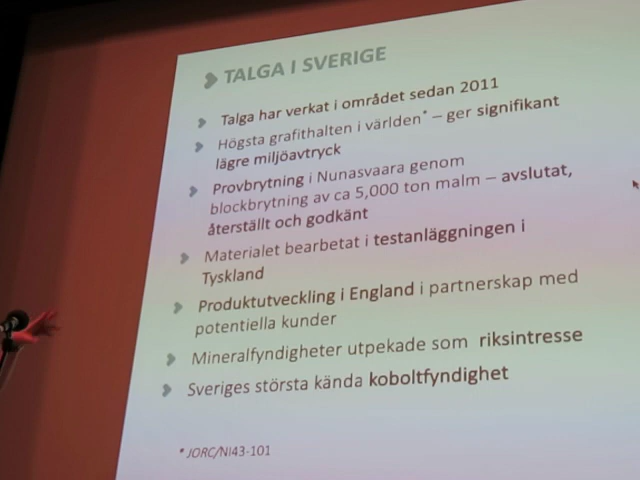 TALGA I SVERIGE
Talga har verkat i området sedan 2011
Högsta grafithalten i världen* – ger signifikant
lägre miljöavtryck
Provbrytning i Nunasvaara genom
blockbrytning av ca 5,000 ton malm – avslutat,
återställt och godkänt
Materialet bearbetat i testanläggningen i
Tyskland
Produktutveckling i England i partnerskap med
potentiella kunder
Mineralfyndigheter utpekade som riksintresse
Sveriges största kända koboltfyndighet
* JORC/NI43-101